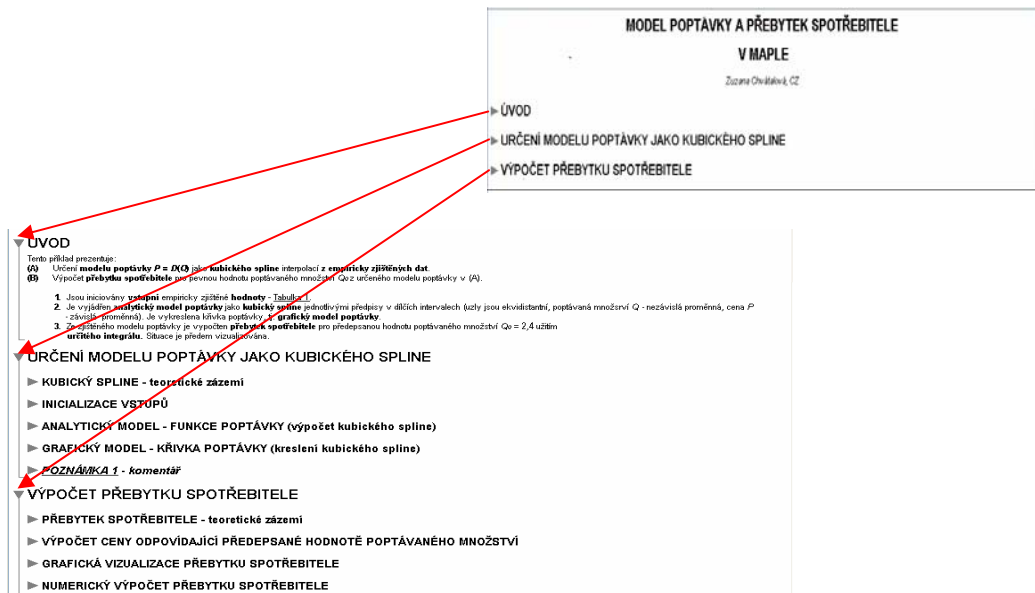 MODEL POPTÁVKY A PŘEBYTEK SPOTŘEBITELE
V MAPLE
Zuzana Chvátalová, CZ
ÚVOD
URČENÍ MODELU POPTÁVKY JAKO KUBICKÉHO SPLINE
VÝPOČET PŘEBYTKU SPOTŘEBITELE
ÚVOD
Tento příklad prezentuje:
(A) Určení modelu poptávky P = D(Q) jako kubického spline interpolací z empiricky zjištěných dat.
(B) Výpočet přebytku spotřebitele pro pevnou hodnotu poptávaného množství Q₀ z určeného modelu poptávky v (A).
1. Jsou iniciovány vstupní empiricky zjištěné hodnoty - Tabulka 1.
2. Je vyjádřen analytický model poptávky jako kubický spline jednotlivými předpisy v dílčích intervalech (uzly jsou ekvidistantní, poptávaná množsrví Q - nezávislá proměnná, cena P
- závislá proměnná). Je vykreslena křivka poptávky, tj. grafický model poptávky.
3. Ze zjištěného modelu poptávky je vypočten přebytek spotřebitele pro předepsanou hodnotu poptávaného množství Q₀ = 2,4 užitím
určitého integrálu. Situace je předem vizualizována.
URČENÍ MODELU POPTÁVKY JAKO KUBICKÉHO SPLINE
KUBICKÝ SPLINE - teoretické zázemí
INICIALIZACE VSTUPŮ
ANALYTICKÝ MODEL - FUNKCE POPTÁVKY (výpočet kubického spline)
GRAFICKÝ MODEL - KŘIVKA POPTÁVKY (kreslení kubického spline)
POZNÁMKA 1 - komentář
VÝPOČET PŘEBYTKU SPOTŘEBITELE
PŘEBYTEK SPOTŘEBITELE - teoretické zázemí
VÝPOČET CENY ODPOVÍDAJÍCÍ PŘEDEPSANÉ HODNOTĚ POPTÁVANÉHO MNOŽSTVÍ
GRAFICKÁ VIZUALIZACE PŘEBYTKU SPOTŘEBITELE
NUMERICKÝ VÝPOČET PŘEBYTKU SPOTŘEBITELE